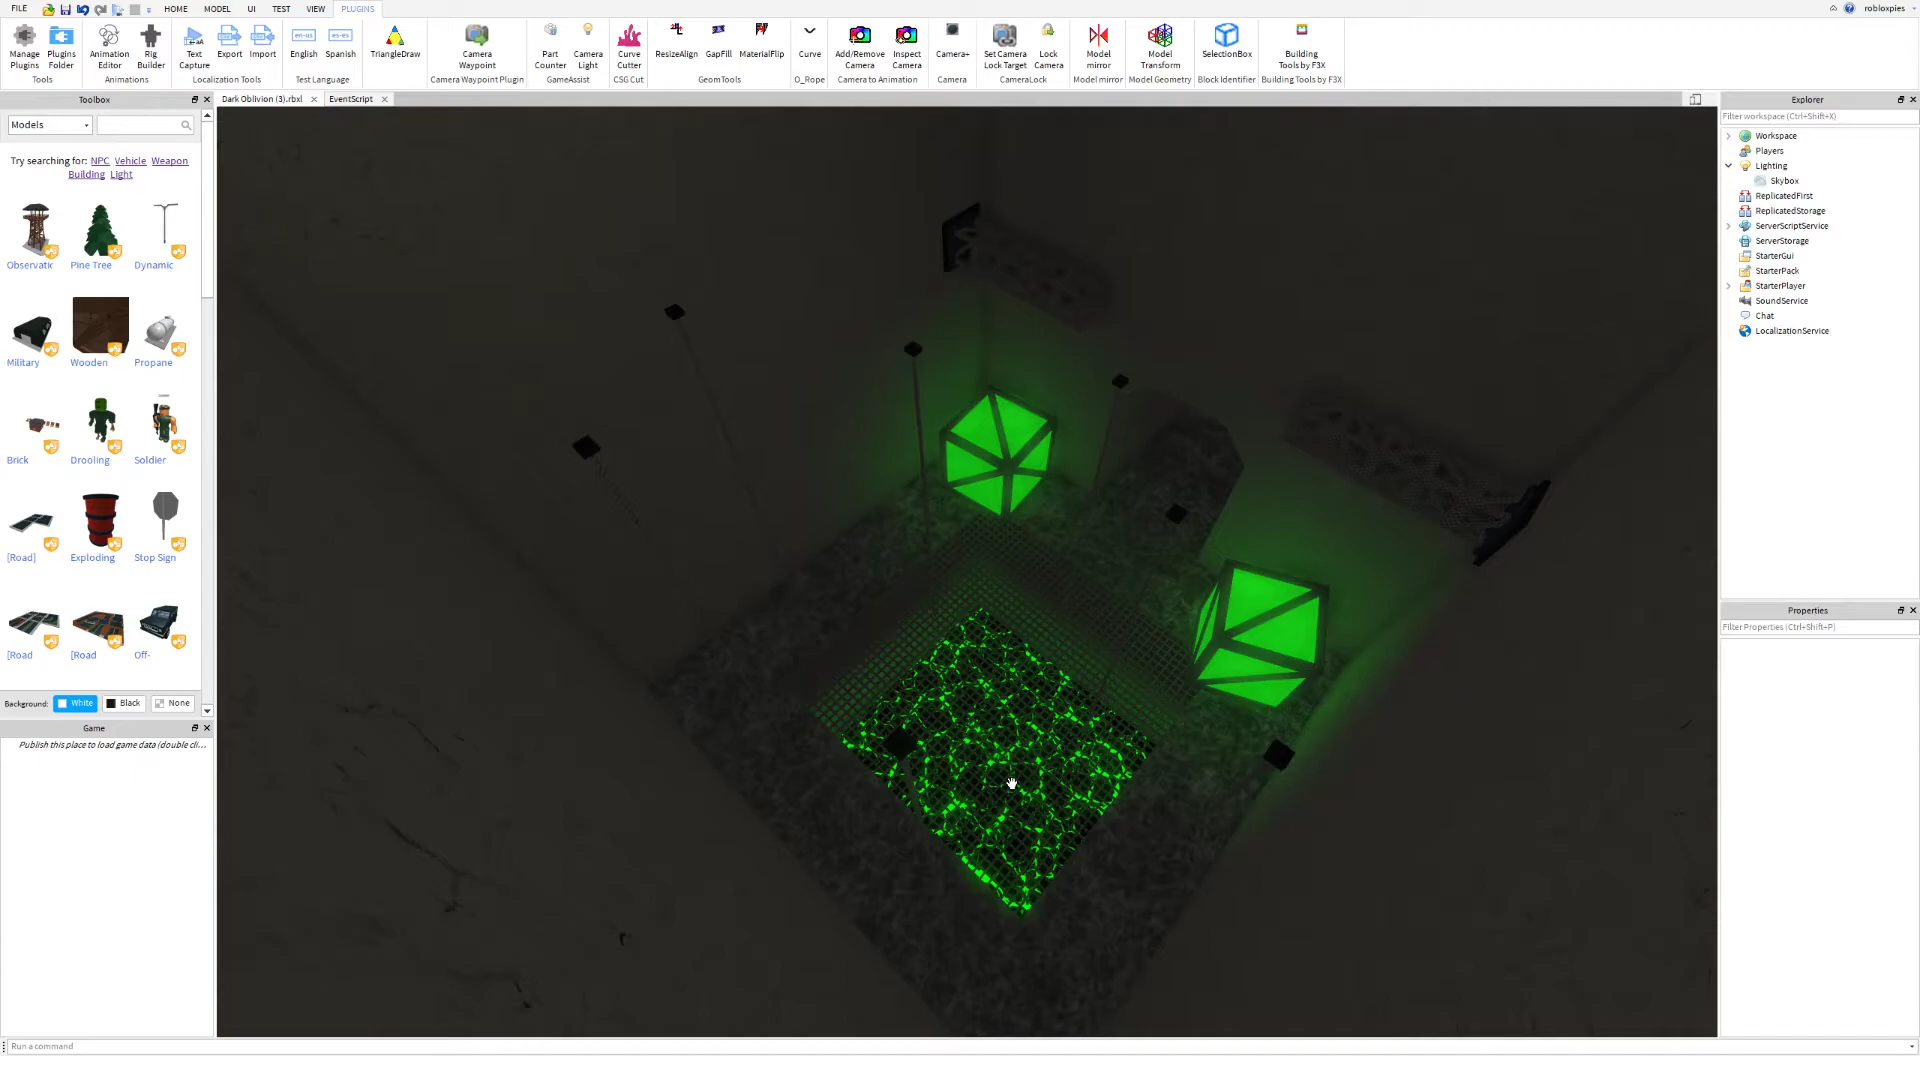 FILE HOME MODEL UI TEST VIEW PLUGINS robloxpies
Manage Plugins
Plugins Folder
Tools
Animation Editor
Rig Builder
Animations
Text Capture
Export
Import
Localization Tools
en-us
English
es-es
Spanish
Test Language
TriangleDraw
Camera Waypoint
Camera Waypoint Plugin
Part Counter
Camera Light
GameAssist
Curve Cutter
CSG Cut
ResizeAlign
GapFill
MaterialFlip
GeomTools
Curve
O_Rope
Add/Remove Camera
Inspect Camera
Camera to Animation
Camera+
Camera
Set Camera Lock Target
Lock Camera
CameraLock
Model mirror
Model mirror
Model Transform
Model Geometry
SelectionBox
Block Identifier
Building Tools by F3X
Building Tools by F3X
Toolbox
Dark Oblivion (3).rbxl
EventScript
Models
Try searching for: NPC Vehicle Weapon
Building Light
Observatic Pine Tree Dynamic
Military Wooden Propane
Brick Drooling Soldier
[Road] Exploding Stop Sign
[Road [Road Off-
Background: White Black None
Game
Publish this place to load game data (double cli...
Explorer
Filter workspace (Ctrl+Shift+X)
Workspace
Players
Lighting
Skybox
ReplicatedFirst
ReplicatedStorage
ServerScriptService
ServerStorage
StarterGui
StarterPack
StarterPlayer
SoundService
Chat
LocalizationService
Properties
Filter Properties (Ctrl+Shift+P)
Run a command